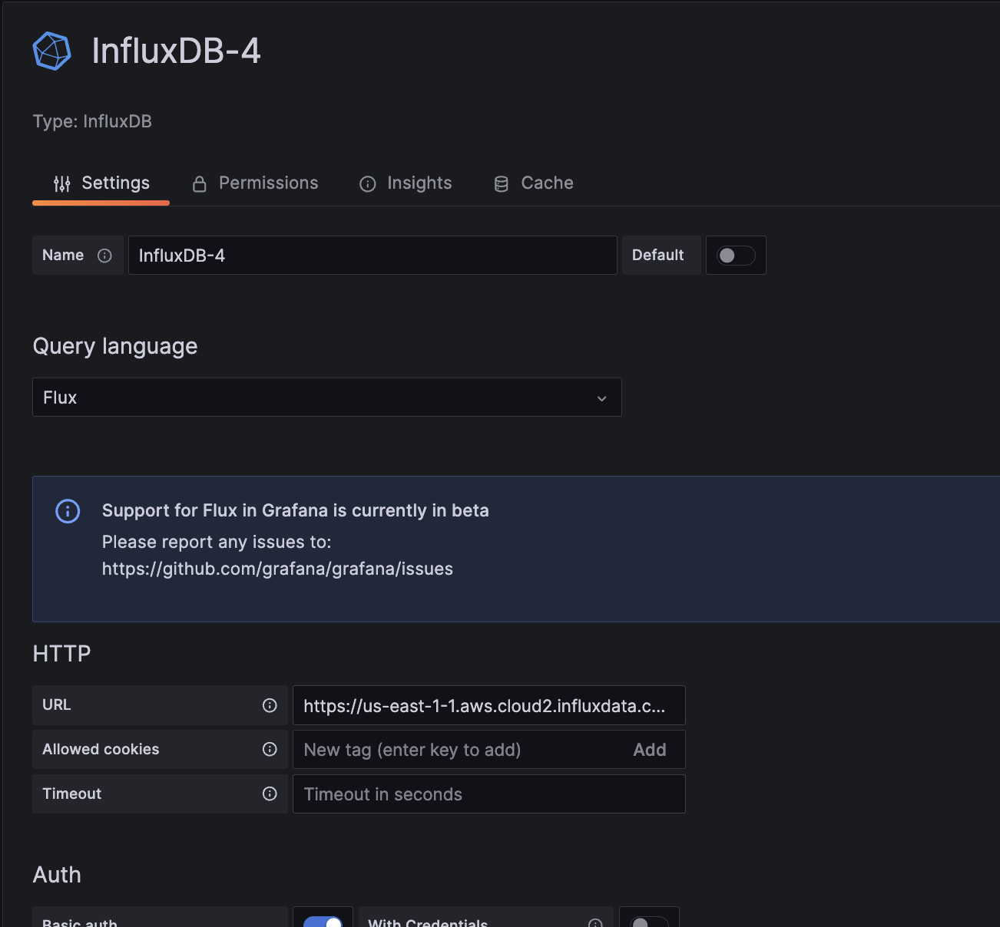 InfluxDB-4
Type: InfluxDB
Settings Permissions Insights Cache
Name InfluxDB-4 Default
Query language
Flux
Support for Flux in Grafana is currently in beta
Please report any issues to:
https://github.com/grafana/grafana/issues
HTTP
URL https://us-east-1-1.aws.cloud2.influxdata.c...
Allowed cookies New tag (enter key to add) Add
Timeout Timeout in seconds
Auth
Basic auth With Credentials